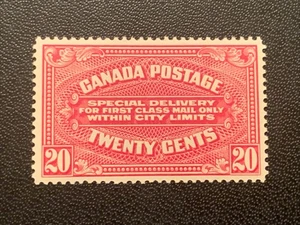 CANADA POSTAGE
SPECIAL DELIVERY
FOR FIRST CLASS MAIL ONLY
WITHIN CITY LIMITS
TWENTY CENTS
20 20